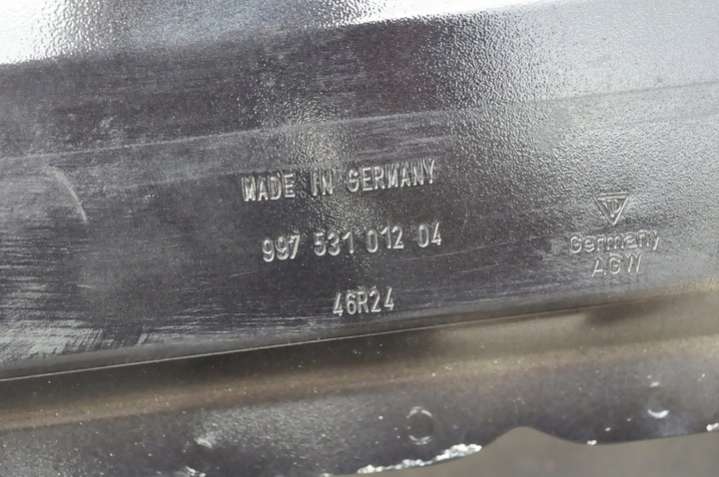 MADE IN GERMANY
997 531 012 04
46R24
Germany
AGW